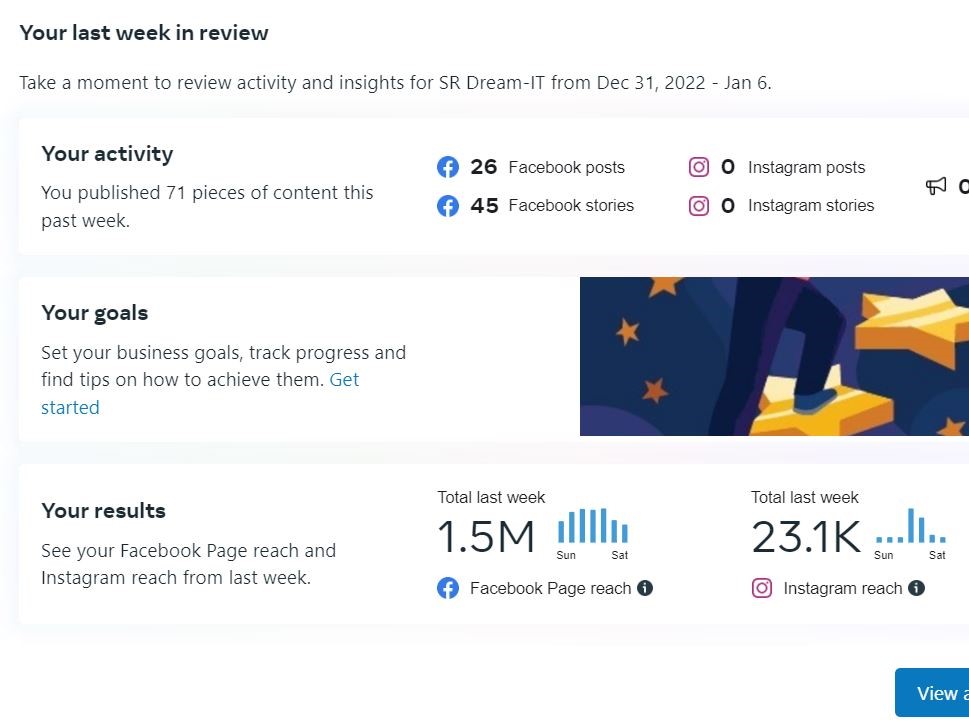 Your last week in review
Take a moment to review activity and insights for SR Dream-IT from Dec 31, 2022 - Jan 6.
Your activity
You published 71 pieces of content this
past week.
26 Facebook posts
0 Instagram posts
45 Facebook stories
0 Instagram stories
0
Your goals
Set your business goals, track progress and
find tips on how to achieve them. Get
started
Your results
See your Facebook Page reach and
Instagram reach from last week.
Total last week
1.5M
Sun Sat
Facebook Page reach
Total last week
23.1K
Sun Sat
Instagram reach
View a